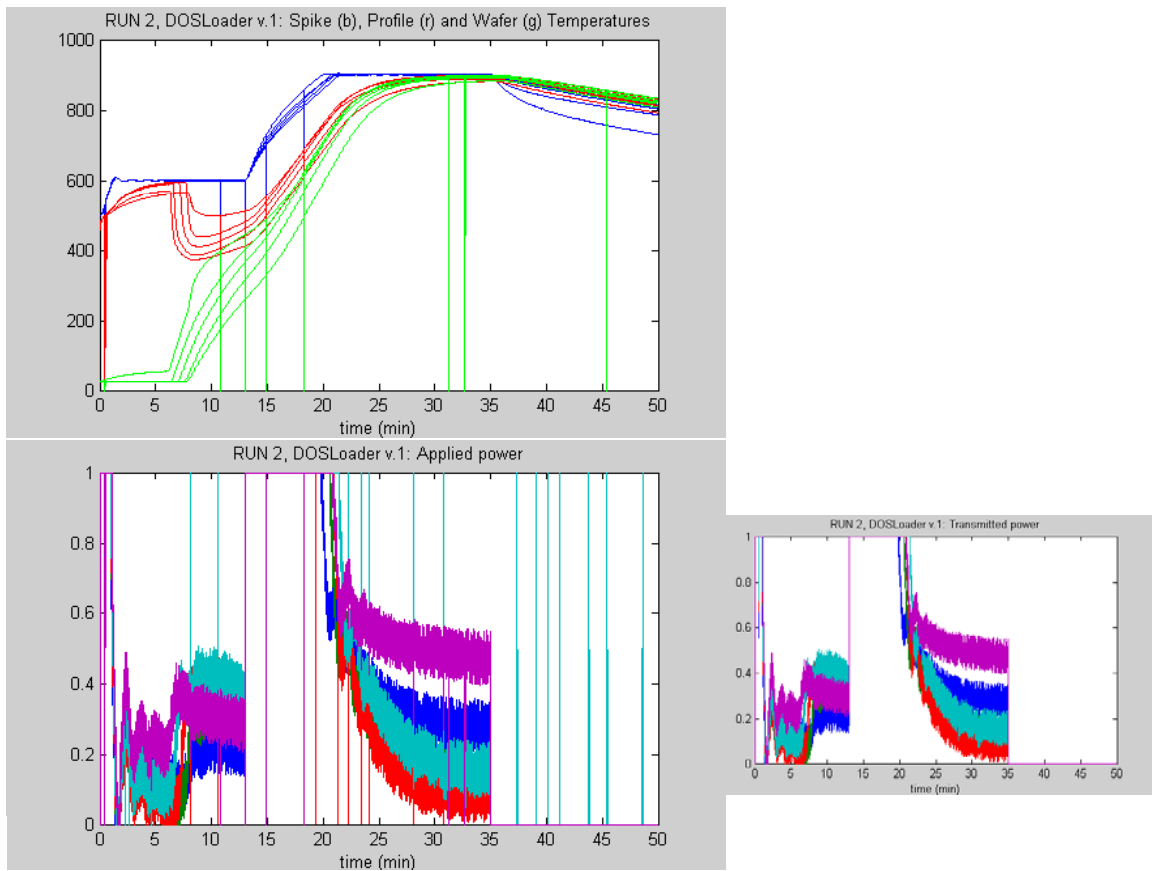 RUN 2, DOSLoader v.1: Spike (b), Profile (r) and Wafer (g) Temperatures
1000
800
600
400
200
0
0 5 10 15 20 25 30 35 40 45 50
time (min)
RUN 2, DOSLoader v.1: Applied power
1
0.8
0.6
0.4
0.2
0
0 5 10 15 20 25 30 35 40 45 50
time (min)
RUN 2, DOSLoader v.1: Transmitted power
1
0.8
0.6
0.4
0.2
0
0 5 10 15 20 25 30 35 40 45 50
time (min)